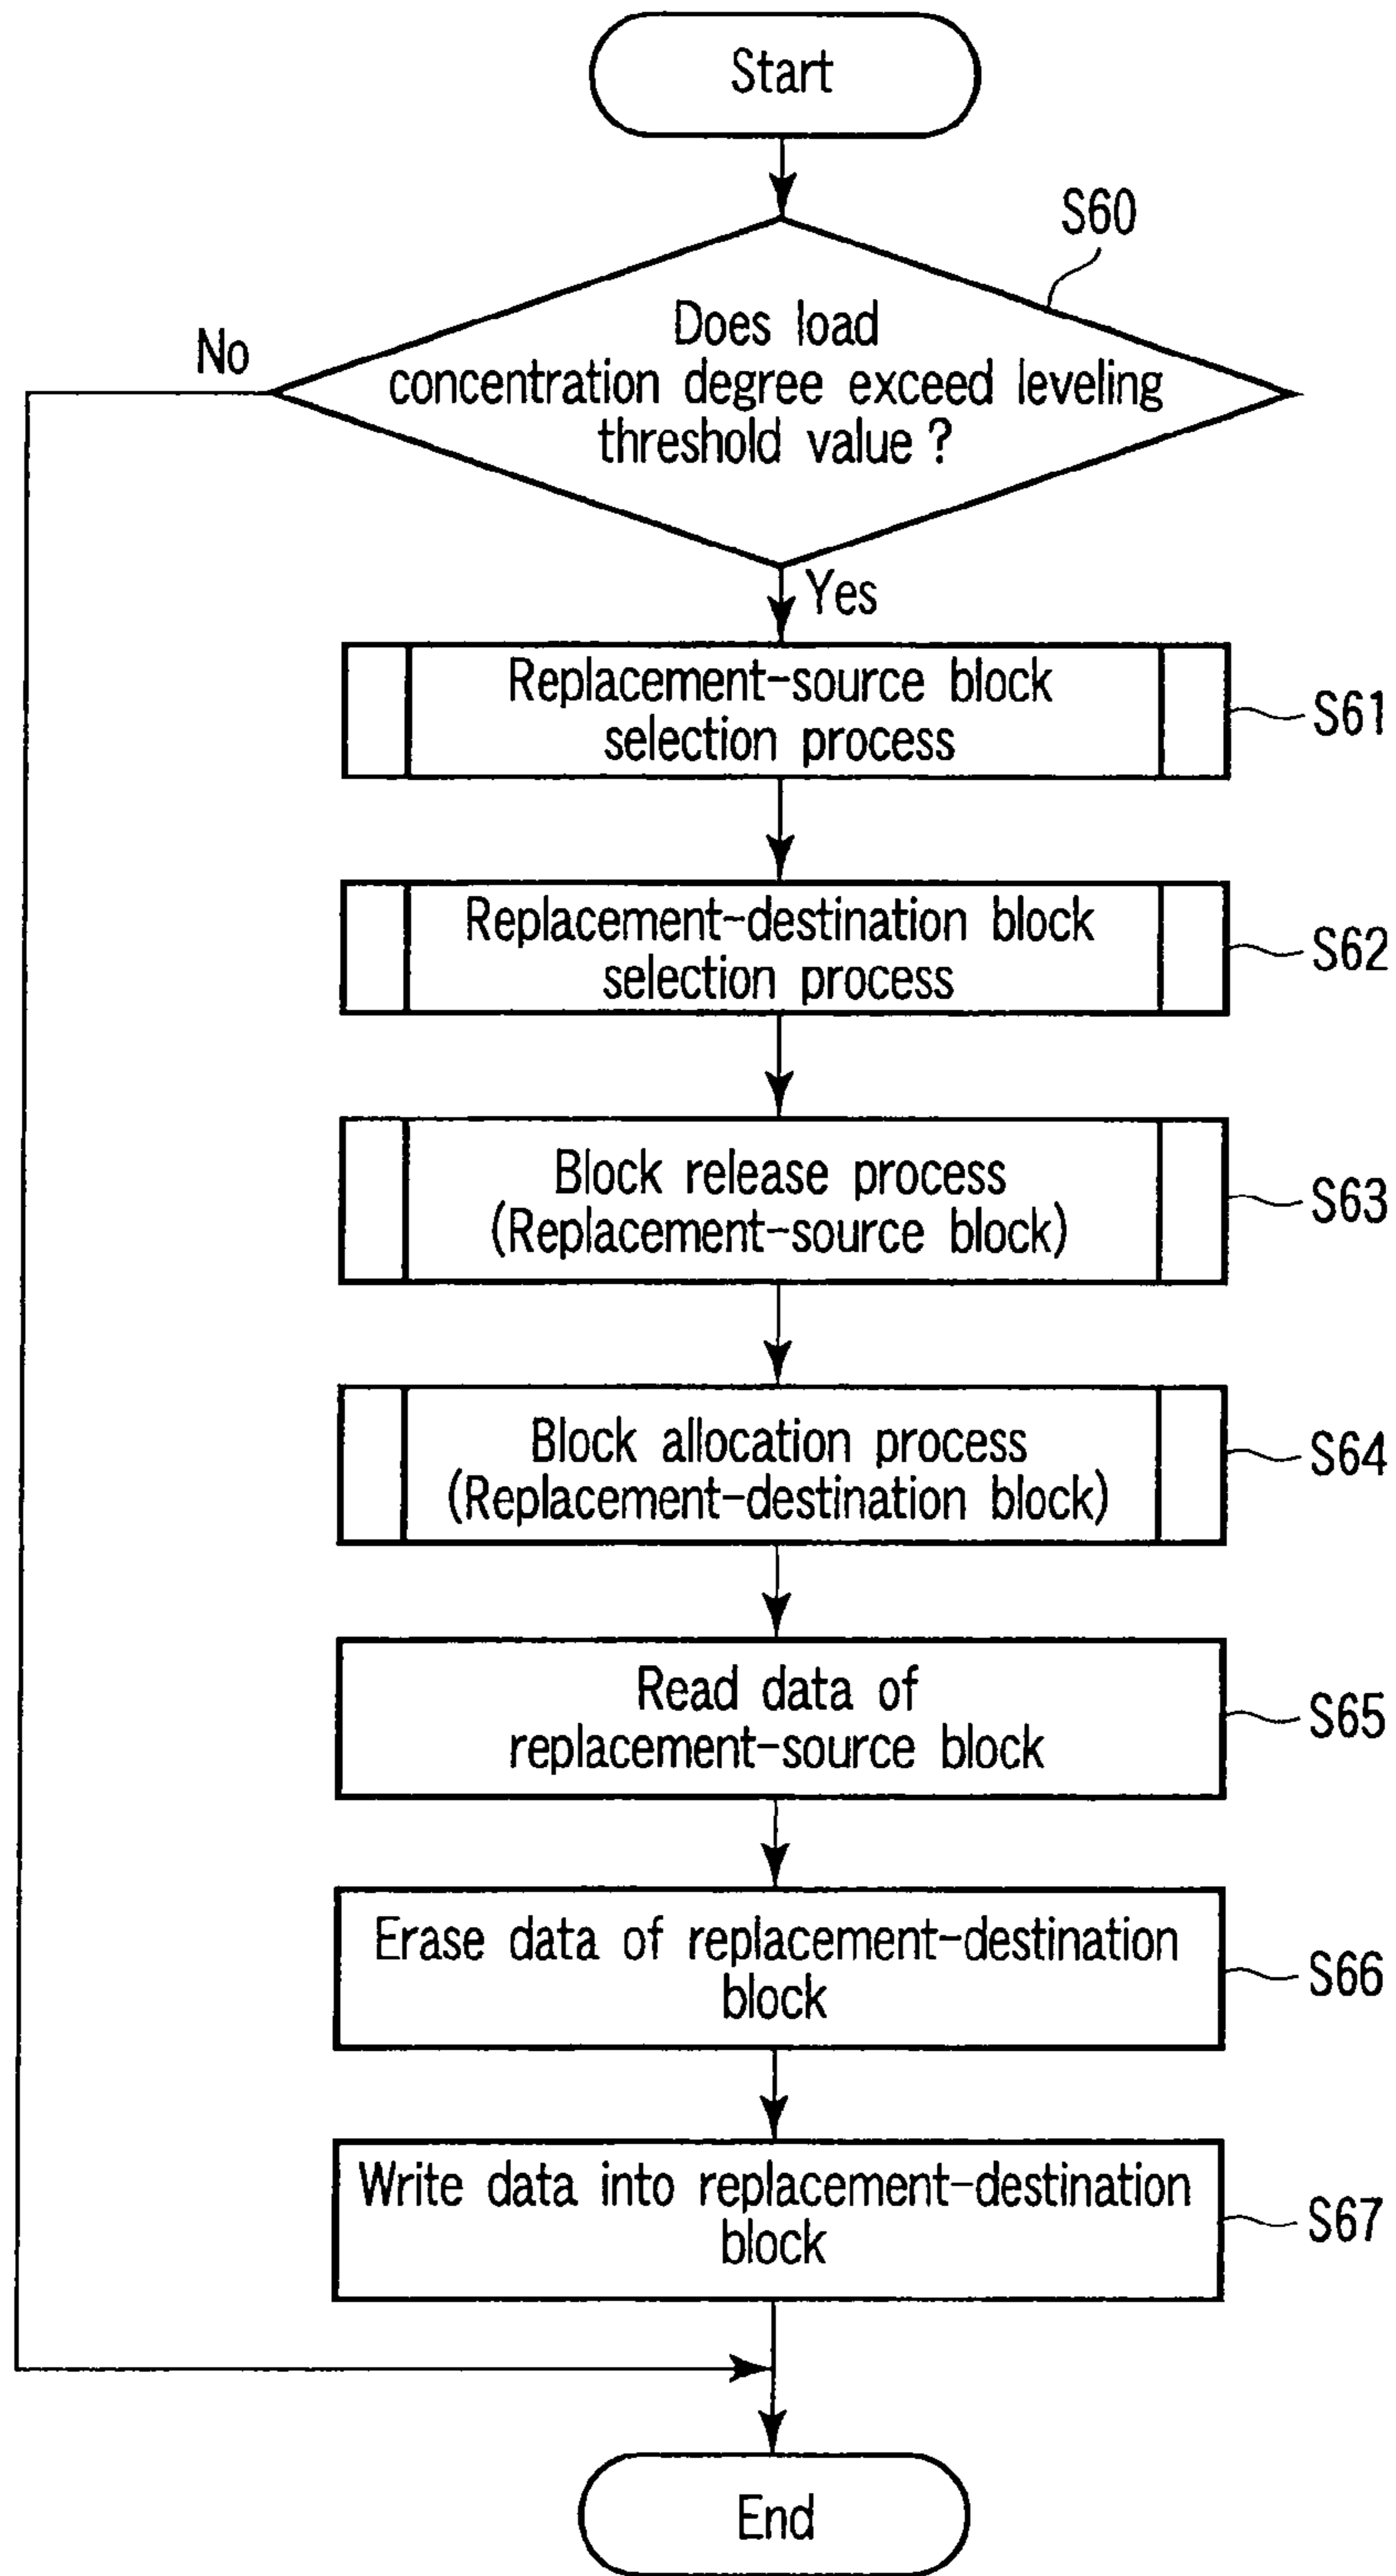 Start
S60
Does load
concentration degree exceed leveling
threshold value ?
No
Yes
Replacement-source block
selection process
S61
Replacement-destination block
selection process
S62
Block release process
(Replacement-source block)
S63
Block allocation process
(Replacement-destination block)
S64
Read data of
replacement-source block
S65
Erase data of replacement-destination
block
S66
Write data into replacement-destination
block
S67
End